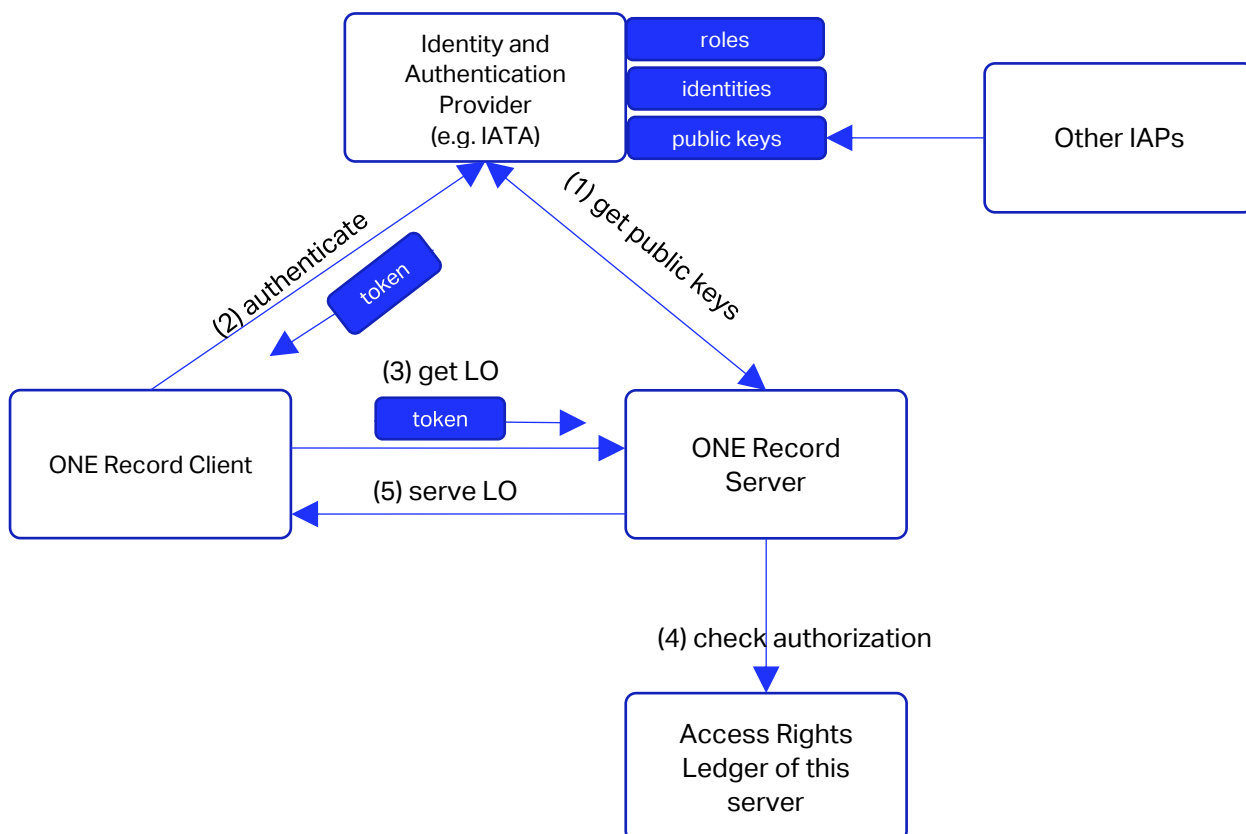 Identity and
Authentication
Provider
(e.g. IATA)
roles
identities
public keys
Other IAPs
(1) get public keys
(2) authenticate
token
(3) get LO
token
ONE Record Client
(5) serve LO
ONE Record
Server
(4) check authorization
Access Rights
Ledger of this
server